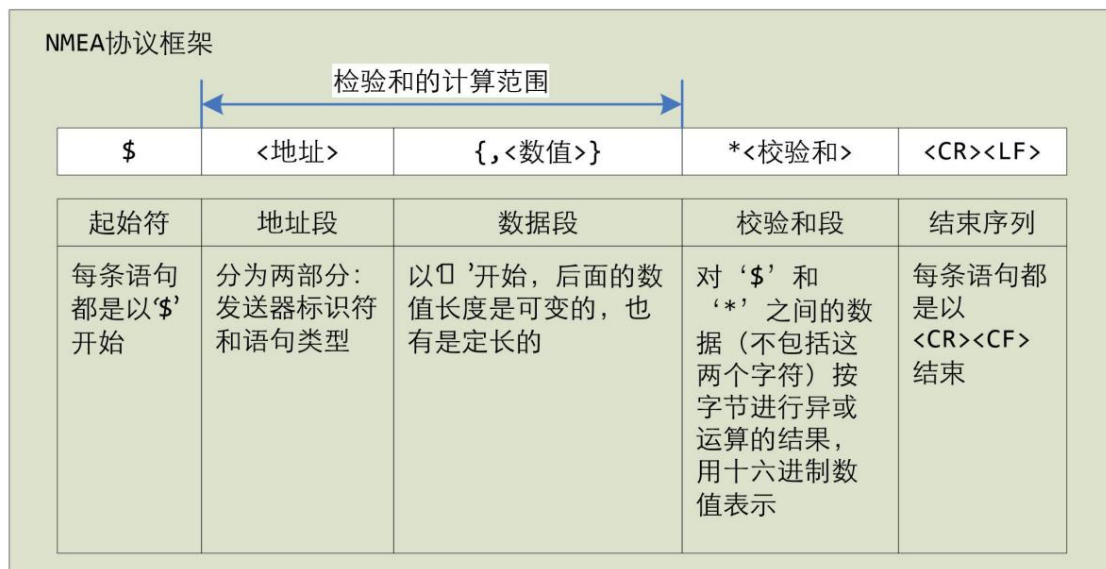 NMEA协议框架
检验和的计算范围
$ <地址> {,<数值>} *<校验和> <CR><LF>
起始符 地址段 数据段 校验和段 结束序列
每条语句
都是以‘$’
开始
分为两部分：
发送器标识符
和语句类型
以‘▯ ’开始，后面的数
值长度是可变的，也
有是定长的
对‘$’和
‘*’之间的数
据（不包括这
两个字符）按
字节进行异或
运算的结果，
用十六进制数
值表示
每条语句都
是以
<CR><CF>
结束